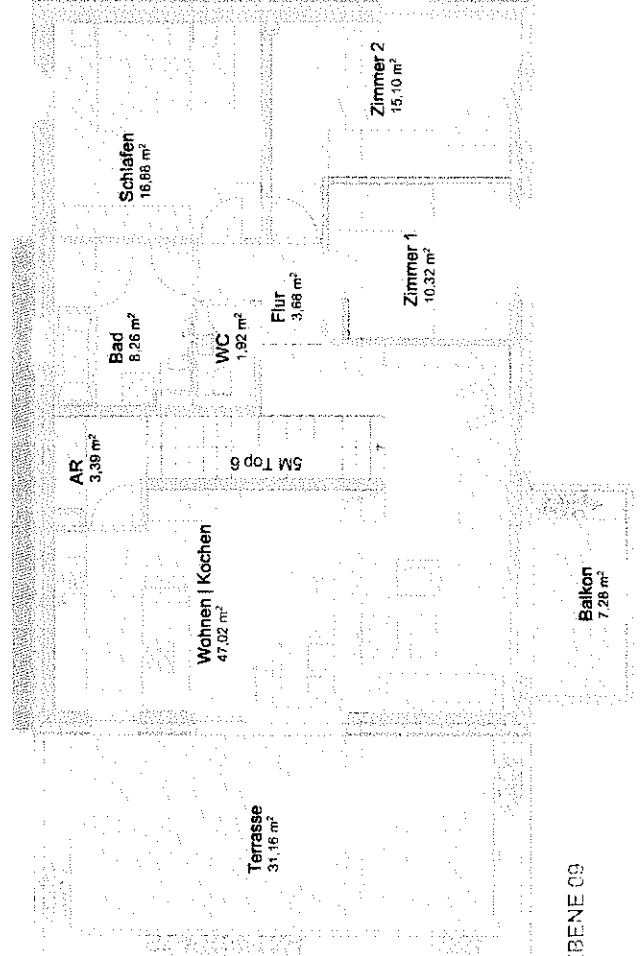 Zimmer 2
15,10 m²
Schlafen
16,88 m²
Zimmer 1
10,32 m²
Flur
3,68 m²
Bad
8,26 m²
WC
1,92 m²
AR
3,39 m²
5M Top 6
Wohnen | Kochen
47,02 m²
Balkon
7,28 m²
Terrasse
31,16 m²
EBENE 09